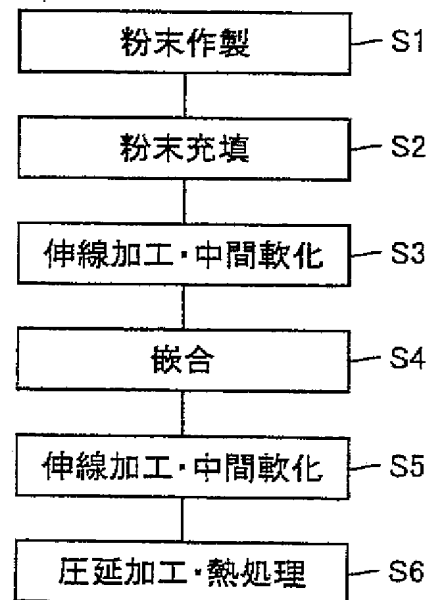 粉末作製 S1
粉末充填 S2
伸線加工・中間軟化 S3
嵌合 S4
伸線加工・中間軟化 S5
圧延加工・熱処理 S6